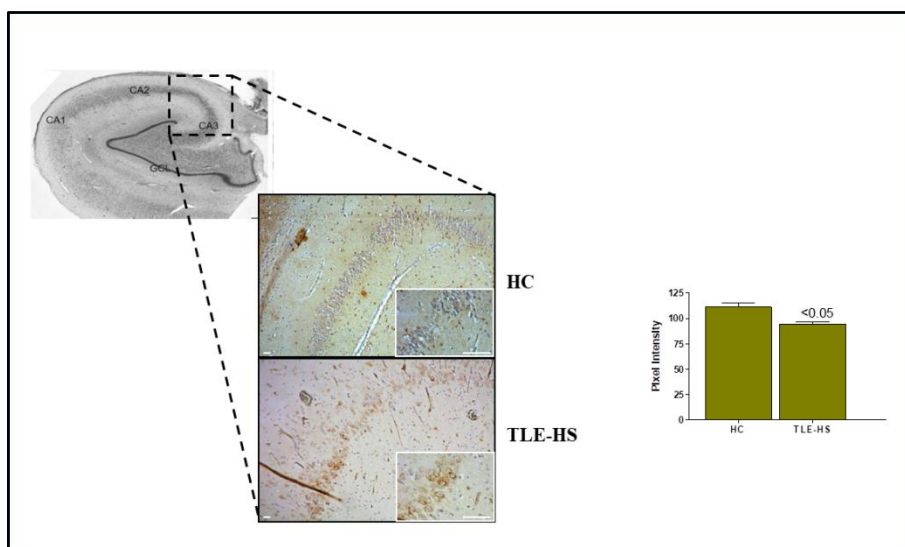 CA2
CA1
CA3
GCL
HC
TLE-HS
Pixel Intensity
125
100
75
50
25
0
<0.05
HC
TLE-HS